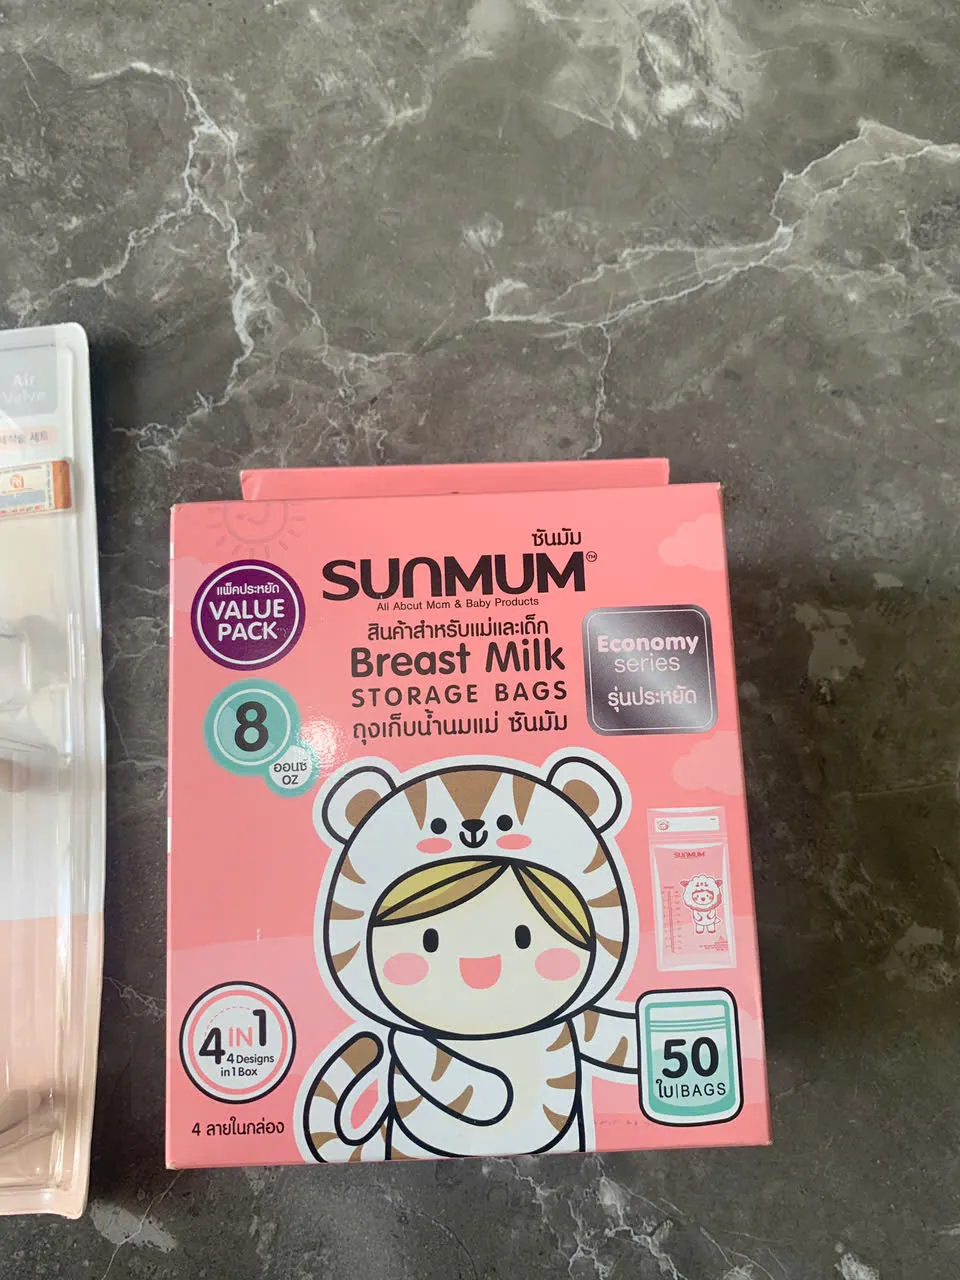 Air
Valve
ซันมัม
SUNMUM™
All About Mom & Baby Products
สินค้าสำหรับแม่และเด็ก
Breast Milk
STORAGE BAGS
ถุงเก็บน้ำนมแม่ ซันมัม
แพ็คประหยัด
VALUE
PACK
8
ออนซ์
OZ
Economy
series
รุ่นประหยัด
SUNMUM
4 IN 1
4 Designs
in 1 Box
4 ลายในกล่อง
50
ใบ|BAGS